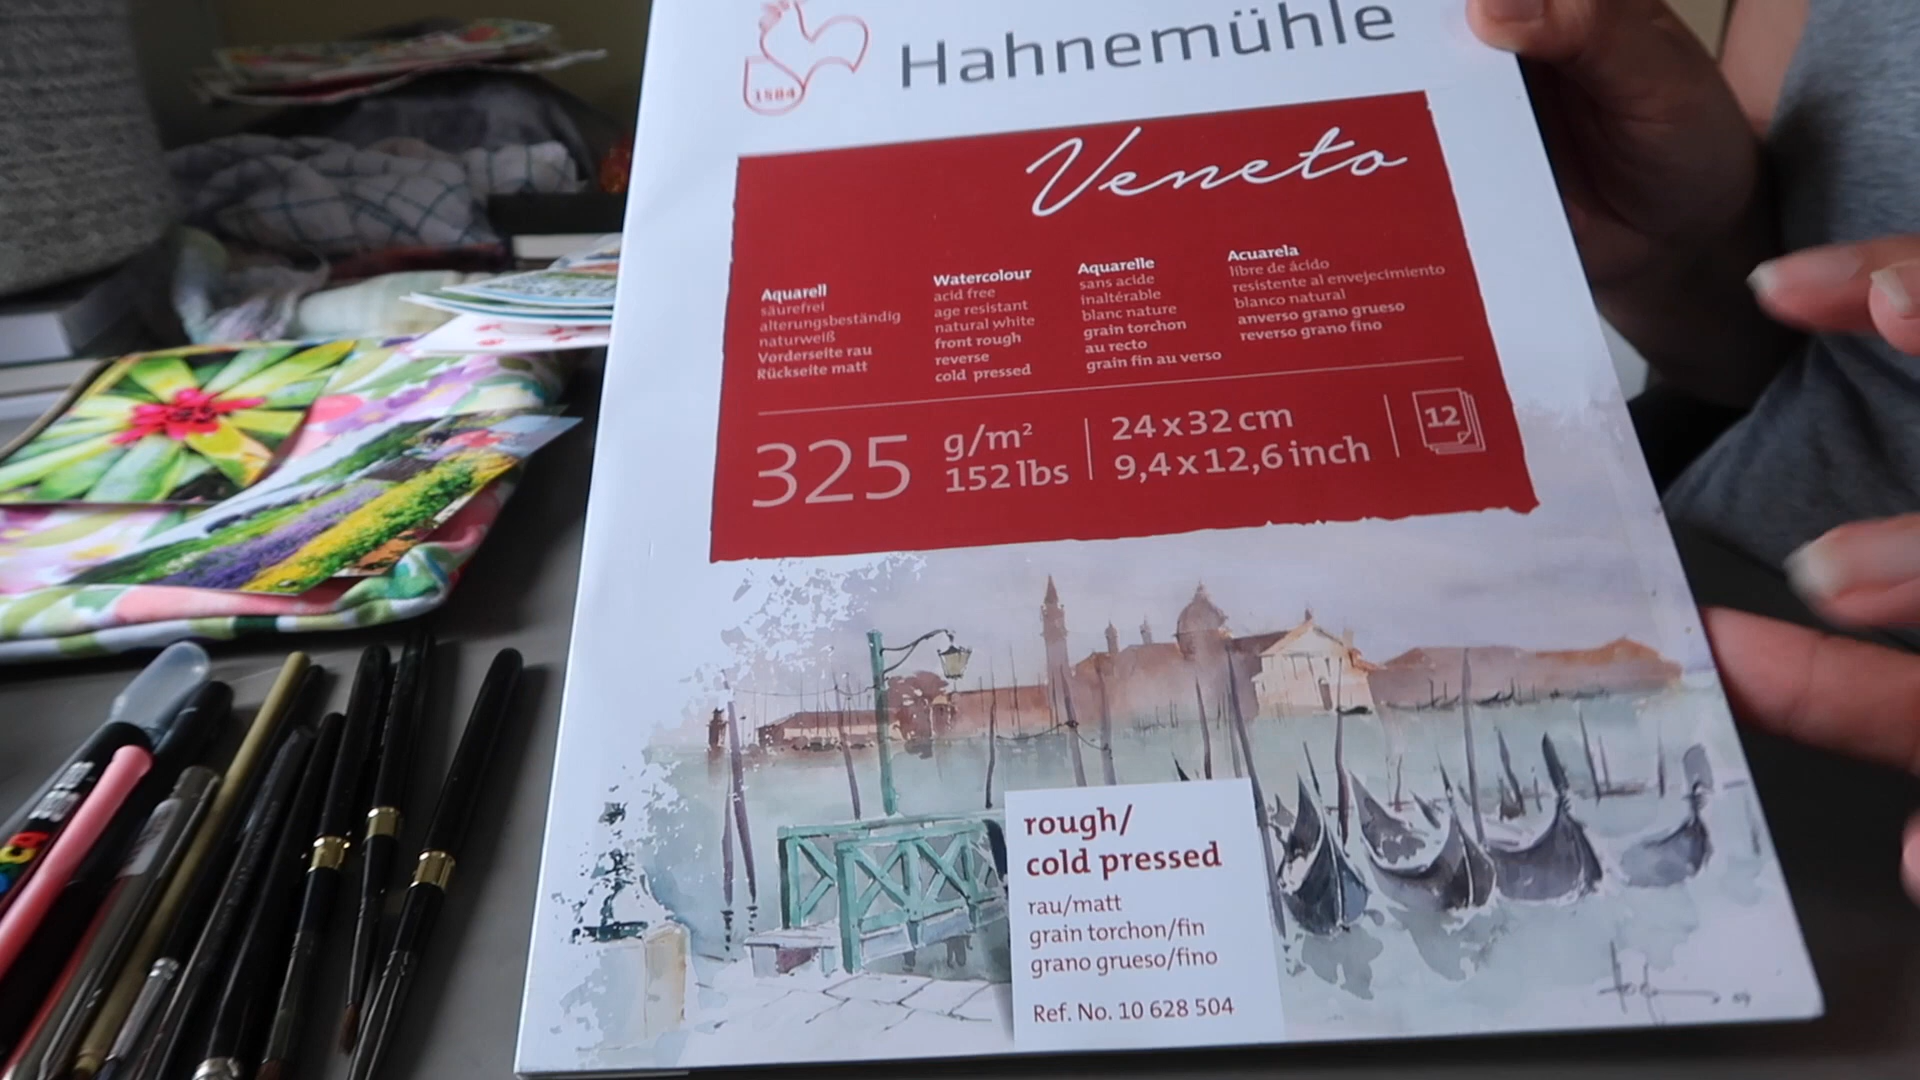 1584
Hahnemühle
Veneto
Aquarell
säurefrei
alterungsbeständig
naturweiß
Vorderseite rau
Rückseite matt
Watercolour
acid free
age resistant
natural white
front rough
reverse
cold pressed
Aquarelle
sans acide
inaltérable
blanc nature
grain torchon
au recto
grain fin au verso
Acuarela
libre de ácido
resistente al envejecimiento
blanco natural
anverso grano grueso
reverso grano fino
325
g/m²
152 lbs
24 x 32 cm
9,4 x 12,6 inch
12
rough/
cold pressed
rau/matt
grain torchon/fin
grano grueso/fino
Ref. No. 10 628 504